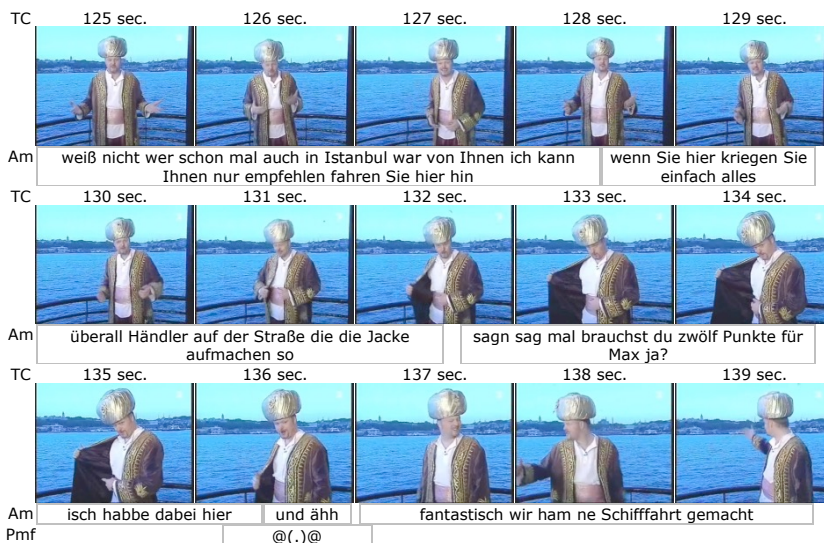 TC 125 sec. 126 sec. 127 sec. 128 sec. 129 sec.
Am weiß nicht wer schon mal auch in Istanbul war von Ihnen ich kann
Ihnen nur empfehlen fahren Sie hier hin
wenn Sie hier kriegen Sie
einfach alles
TC 130 sec. 131 sec. 132 sec. 133 sec. 134 sec.
Am überall Händler auf der Straße die die Jacke
aufmachen so
sagn sag mal brauchst du zwölf Punkte für
Max ja?
TC 135 sec. 136 sec. 137 sec. 138 sec. 139 sec.
Am isch habbe dabei hier und ähh fantastisch wir ham ne Schifffahrt gemacht
Pmf @(.)@